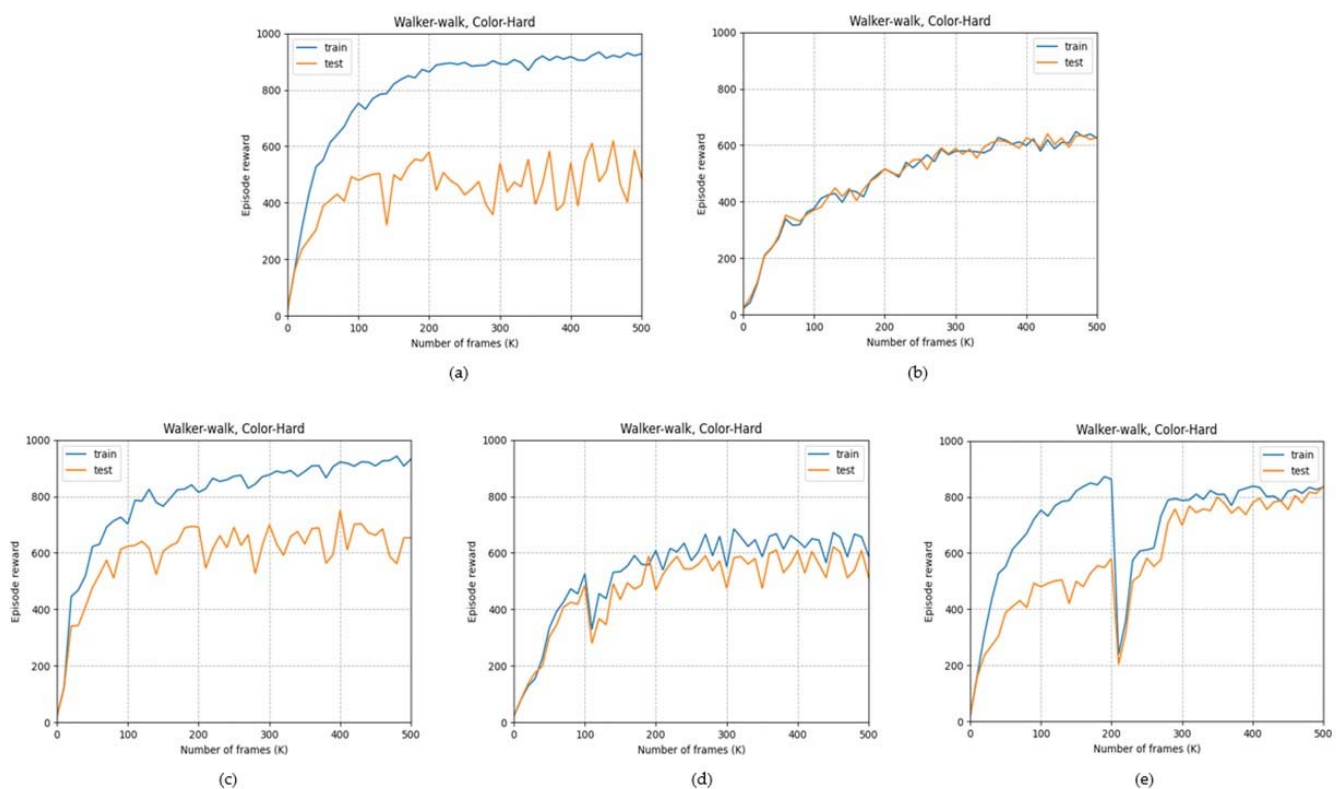 Walker-walk, Color-Hard
1000
800
600
400
200
0
Episode reward
train
test
0 100 200 300 400 500
Number of frames (K)
(a)
Walker-walk, Color-Hard
1000
800
600
400
200
0
Episode reward
train
test
0 100 200 300 400 500
Number of frames (K)
(b)
Walker-walk, Color-Hard
1000
800
600
400
200
0
Episode reward
train
test
0 100 200 300 400 500
Number of frames (K)
(c)
Walker-walk, Color-Hard
1000
800
600
400
200
0
Episode reward
train
test
0 100 200 300 400 500
Number of frames (K)
(d)
Walker-walk, Color-Hard
1000
800
600
400
200
0
Episode reward
train
test
0 100 200 300 400 500
Number of frames (K)
(e)